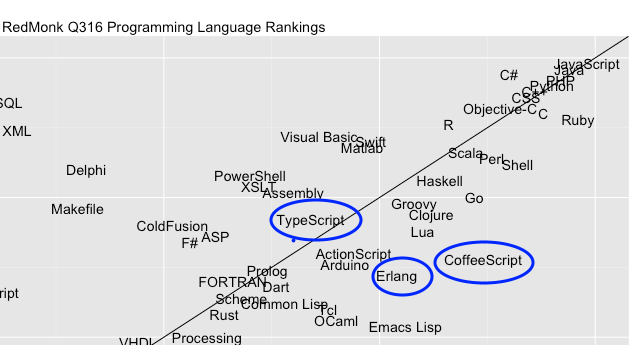 RedMonk Q316 Programming Language Rankings
JavaScript
Java
C#
PHP
Python
C++
CSS
SQL
Objective-C
C
Ruby
R
XML
Visual Basic
Swift
Matlab
Scala
Perl
Shell
Delphi
PowerShell
Haskell
XSLT
Assembly
Go
Groovy
Makefile
Clojure
TypeScript
ColdFusion
Lua
ASP
F#
ActionScript
CoffeeScript
Arduino
Prolog
Erlang
FORTRAN
Dart
ript
Scheme
Common Lisp
Tcl
Rust
OCaml
Emacs Lisp
Processing
VHDL